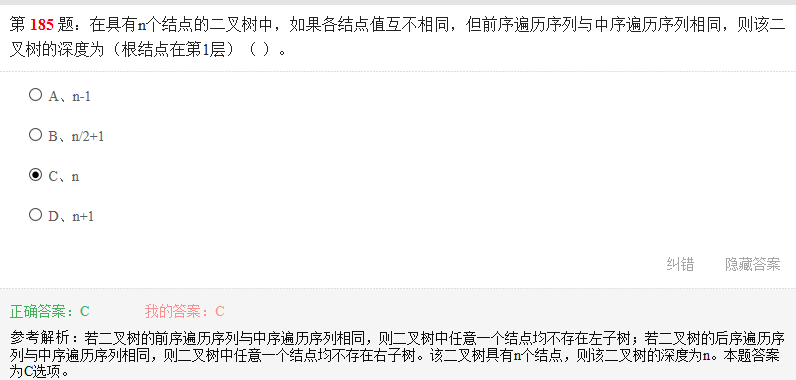 第 185 题：在具有n个结点的二叉树中，如果各结点值互不相同，但前序遍历序列与中序遍历序列相同，则该二
叉树的深度为（根结点在第1层）（ ）。
A、n-1
B、n/2+1
C、n
D、n+1
纠错 隐藏答案
正确答案：C 我的答案：C
参考解析：若二叉树的前序遍历序列与中序遍历序列相同，则二叉树中任意一个结点均不存在左子树；若二叉树的后序遍历序
列与中序遍历序列相同，则二叉树中任意一个结点均不存在右子树。该二叉树具有n个结点，则该二叉树的深度为n。本题答案
为C选项。